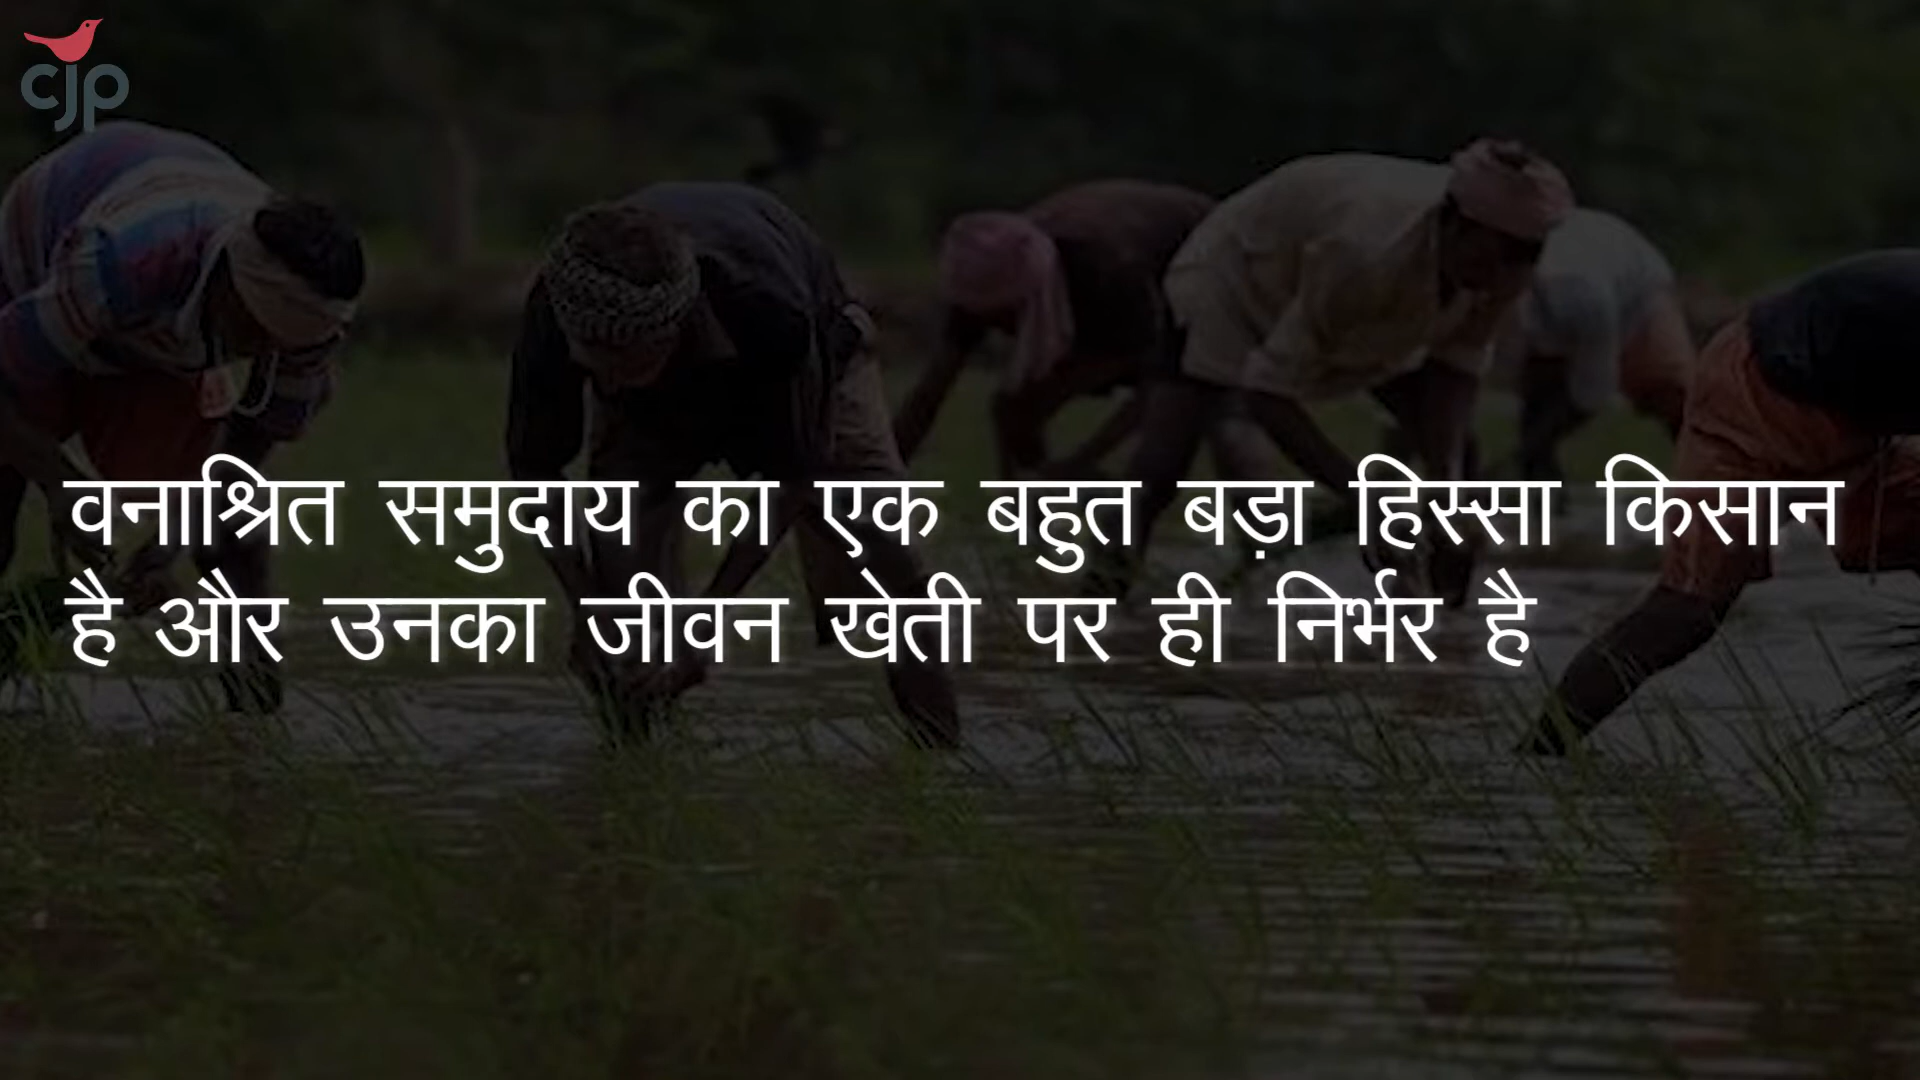 cjp
वनाश्रित समुदाय का एक बहुत बड़ा हिस्सा किसान
है और उनका जीवन खेती पर ही निर्भर है